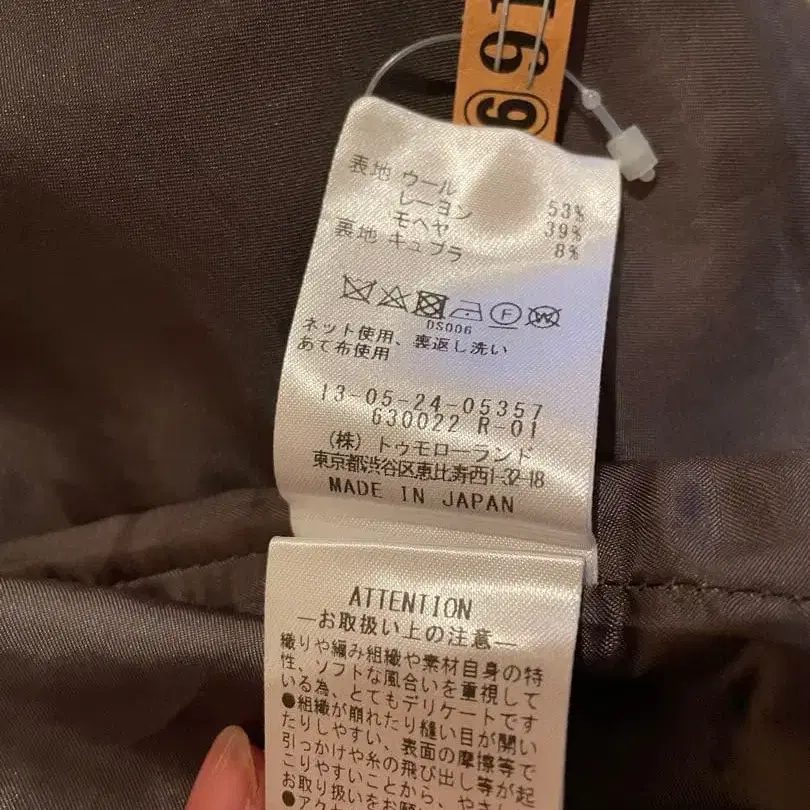 919
表地 ウール 53%
レーヨン 39%
モヘヤ 8%
裏地 キュプラ
F W
DS006
ネット使用、裏返し洗い
あて布使用
13-05-24-05357
630022 R-01
(株) トゥモローランド
東京都渋谷区恵比寿西1-32-18
MADE IN JAPAN
ATTENTION
―お取扱い上の注意―
織りや編み組織や素材自身の特
性、ソフトな風合いを重視して
いる為、とてもデリケートです
●組織が崩れたり縫い目が開い
たりしやすい、表面の摩擦等で
引っかけや糸の飛び出し等が起
こりやすいことから、やさし
お取り扱いをお願
●アク